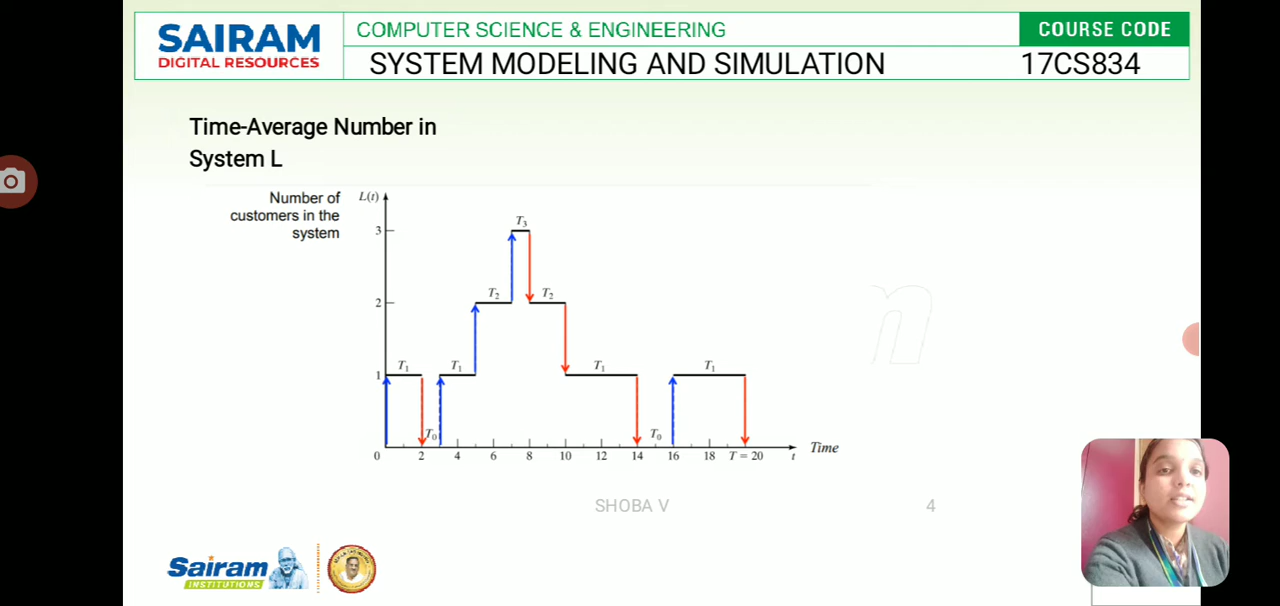 SAIRAM
DIGITAL RESOURCES
COMPUTER SCIENCE & ENGINEERING
COURSE CODE
SYSTEM MODELING AND SIMULATION
17CS834
Time-Average Number in
System L
Number of
customers in the
system
L(t)
3
2
1
T3
T2
T2
T1
T1
T1
T1
T0
T0
0 2 4 6 8 10 12 14 16 18 T = 20 t
Time
n
SHOBA V
4
Sairam
INSTITUTIONS